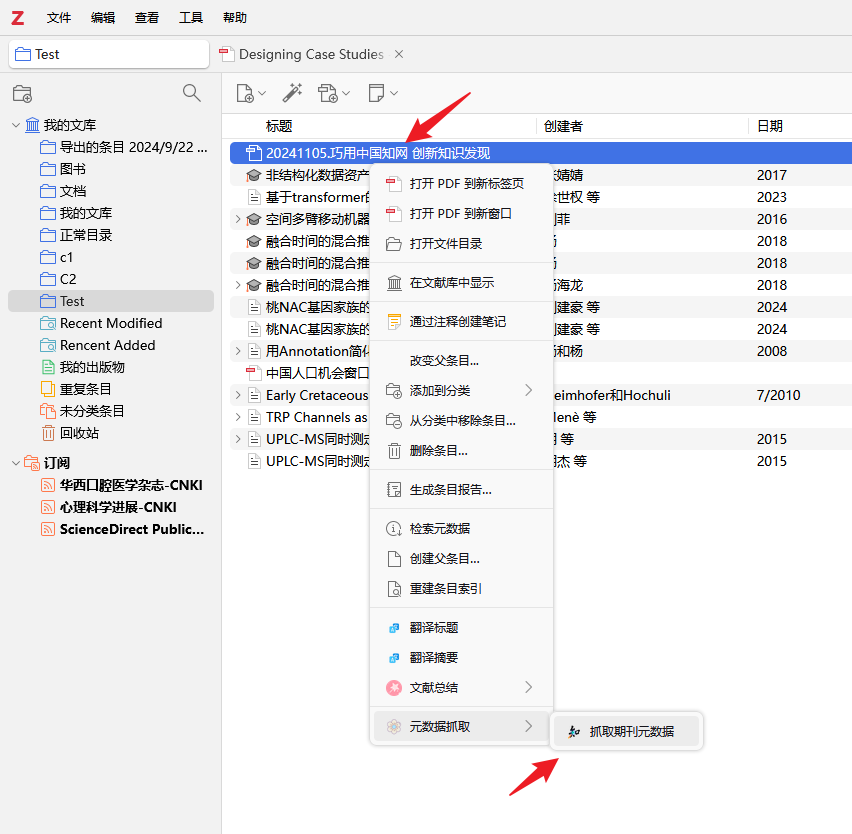 Z 文件 编辑 查看 工具 帮助
Test
Designing Case Studies
标题 创建者 日期
我的文库
导出的条目 2024/9/22 ...
图书
文档
我的文库
正常目录
c1
C2
Test
Recent Modified
Rencent Added
我的出版物
重复条目
未分类条目
回收站
订阅
华西口腔医学杂志-CNKI
心理科学进展-CNKI
ScienceDirect Public...
20241105.巧用中国知网 创新知识发现
非结构化数据资产 婧婧 2017
基于transformer的 世权 等 2023
空间多臂移动机器 菲 2016
融合时间的混合推 2018
融合时间的混合推 2018
融合时间的混合推 海龙 2018
桃NAC基因家族的 建豪 等 2024
桃NAC基因家族的 建豪 等 2024
用Annotation简化 和杨 2008
中国人口机会窗口
Early Cretaceous eimhofer和Hochuli 7/2010
TRP Channels as lenè 等
UPLC-MS同时测定 等 2015
UPLC-MS同时测定 杰 等 2015
打开 PDF 到新标签页
打开 PDF 到新窗口
打开文件目录
在文献库中显示
通过注释创建笔记
改变父条目...
添加到分类
从分类中移除条目...
删除条目...
生成条目报告...
检索元数据
创建父条目...
重建条目索引
翻译标题
翻译摘要
文献总结
元数据抓取
抓取期刊元数据